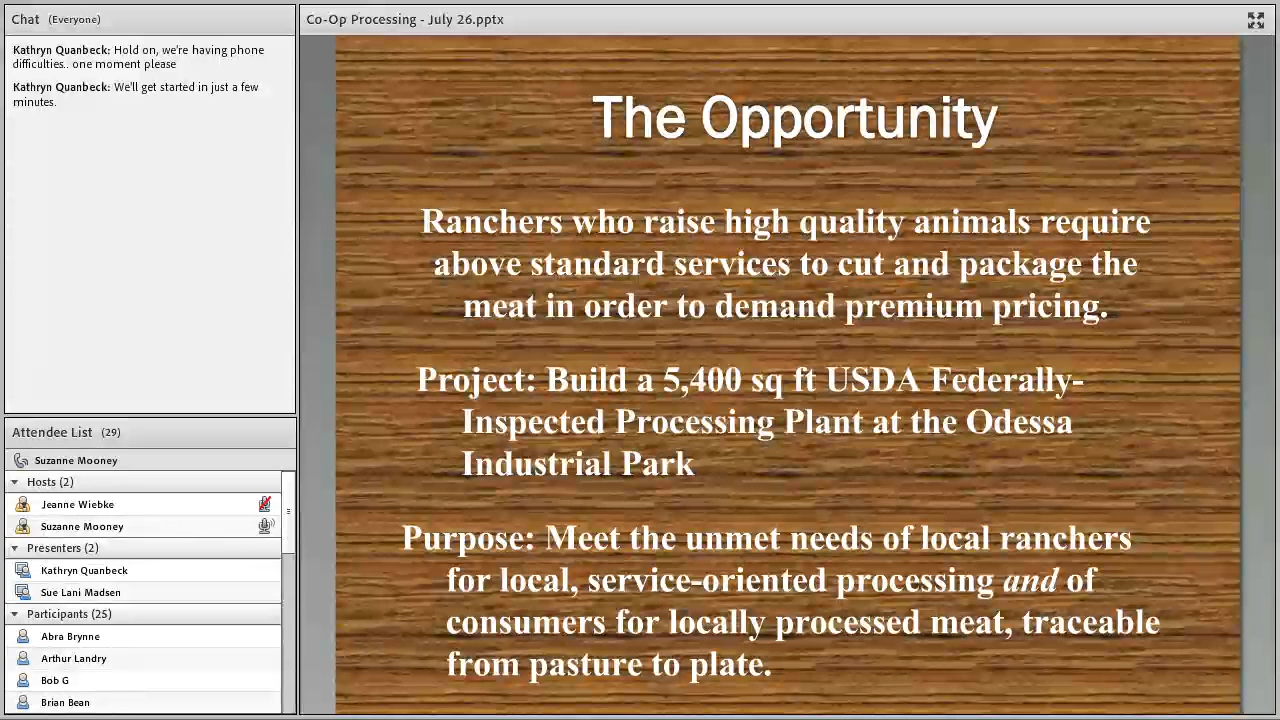 Chat (Everyone)
Kathryn Quanbeck: Hold on, we're having phone
difficulties.. one moment please
Kathryn Quanbeck: We'll get started in just a few
minutes.
Attendee List (29)
Suzanne Mooney
Hosts (2)
Jeanne Wiebke
Suzanne Mooney
Presenters (2)
Kathryn Quanbeck
Sue Lani Madsen
Participants (25)
Abra Brynne
Arthur Landry
Bob G
Brian Bean
Co-Op Processing - July 26.pptx
The Opportunity
Ranchers who raise high quality animals require
above standard services to cut and package the
meat in order to demand premium pricing.
Project: Build a 5,400 sq ft USDA Federally-
Inspected Processing Plant at the Odessa
Industrial Park
Purpose: Meet the unmet needs of local ranchers
for local, service-oriented processing and of
consumers for locally processed meat, traceable
from pasture to plate.